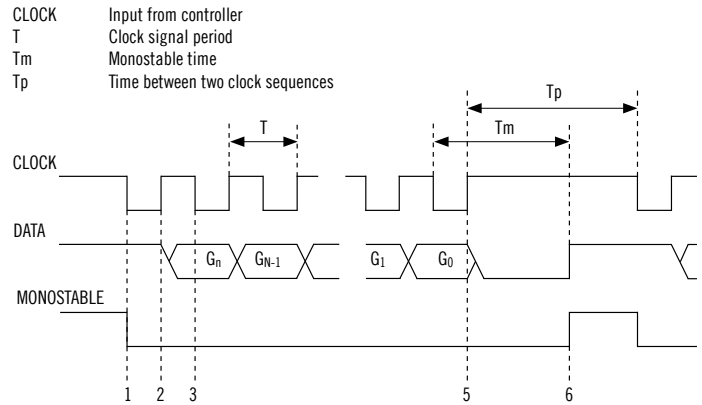 CLOCK Input from controller
T Clock signal period
Tm Monostable time
Tp Time between two clock sequences
Tp
T Tm
CLOCK
DATA
Gn GN-1 G1 G0
MONOSTABLE
1 2 3 5 6